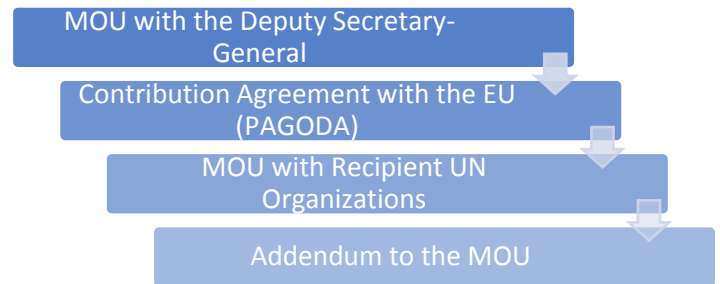 MOU with the Deputy Secretary-
General
Contribution Agreement with the EU
(PAGODA)
MOU with Recipient UN
Organizations
Addendum to the MOU